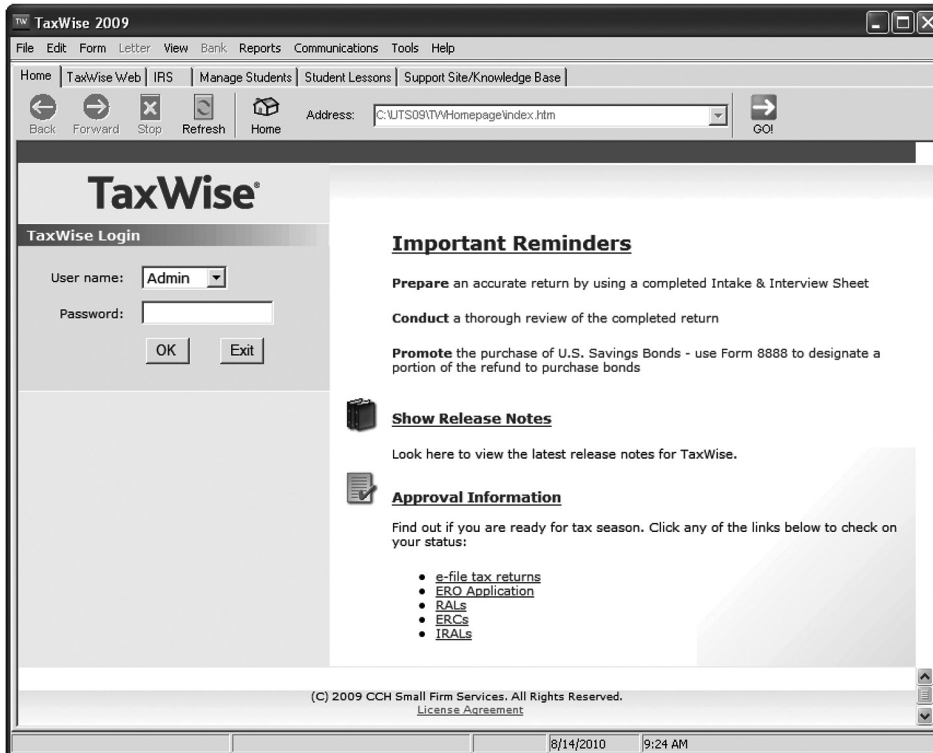 TW TaxWise 2009
File Edit Form Letter View Bank Reports Communications Tools Help
Home TaxWise Web IRS Manage Students Student Lessons Support Site/Knowledge Base
Back Forward Stop Refresh Home Address: C:\UTS09\TW\Homepage\index.htm GO!
TaxWise®
TaxWise Login
User name: Admin
Password:
OK Exit
Important Reminders
Prepare an accurate return by using a completed Intake & Interview Sheet
Conduct a thorough review of the completed return
Promote the purchase of U.S. Savings Bonds - use Form 8888 to designate a
portion of the refund to purchase bonds
Show Release Notes
Look here to view the latest release notes for TaxWise.
Approval Information
Find out if you are ready for tax season. Click any of the links below to check on
your status:
• e-file tax returns
• ERO Application
• RALs
• ERCs
• IRALs
(C) 2009 CCH Small Firm Services. All Rights Reserved.
License Agreement
8/14/2010 9:24 AM